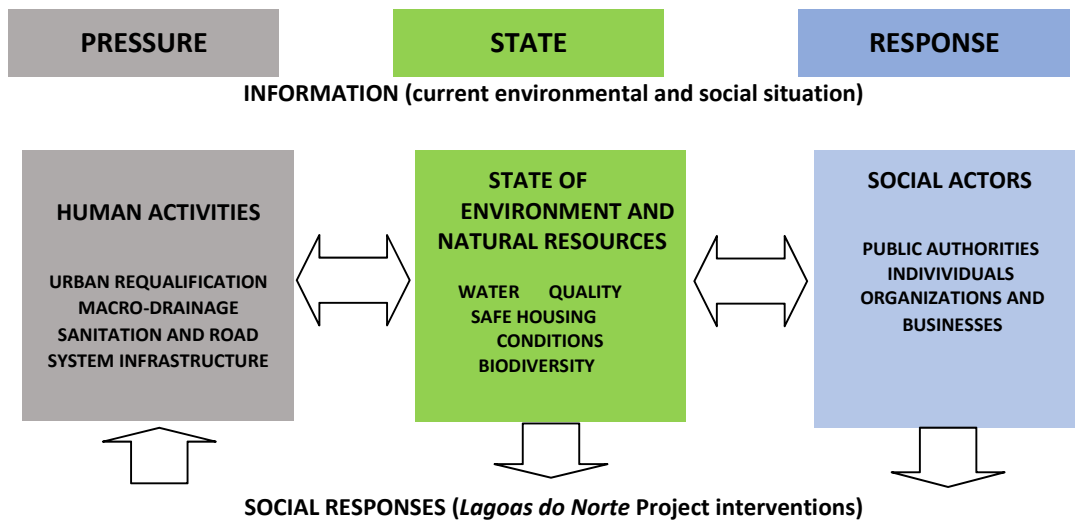 PRESSURE
STATE
RESPONSE
INFORMATION (current environmental and social situation)
HUMAN ACTIVITIES
URBAN REQUALIFICATION
MACRO-DRAINAGE
SANITATION AND ROAD
SYSTEM INFRASTRUCTURE
STATE OF
ENVIRONMENT AND
NATURAL RESOURCES
WATER QUALITY
SAFE HOUSING
CONDITIONS
BIODIVERSITY
SOCIAL ACTORS
PUBLIC AUTHORITIES
INDIVIDUALS
ORGANIZATIONS AND
BUSINESSES
SOCIAL RESPONSES (Lagoas do Norte Project interventions)